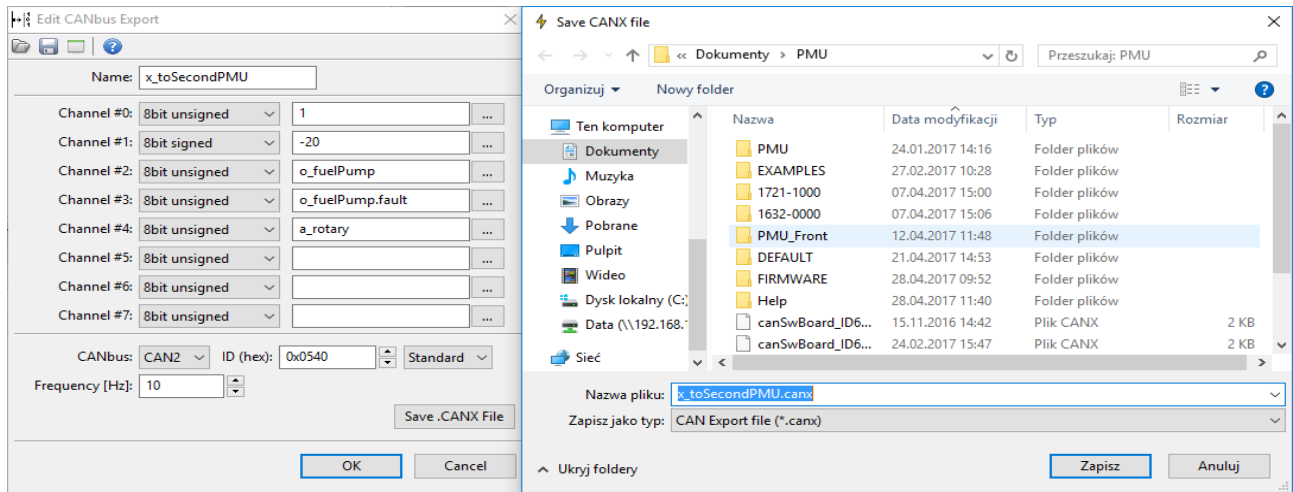 Edit CANbus Export
Name: x_toSecondPMU
Channel #0: 8bit unsigned 1 ...
Channel #1: 8bit signed -20 ...
Channel #2: 8bit unsigned o_fuelPump ...
Channel #3: 8bit unsigned o_fuelPump.fault ...
Channel #4: 8bit unsigned a_rotary ...
Channel #5: 8bit unsigned ...
Channel #6: 8bit unsigned ...
Channel #7: 8bit unsigned ...
CANbus: CAN2 ID (hex): 0x0540 Standard
Frequency [Hz]: 10
Save .CANX File
OK Cancel
Save CANX file
« Dokumenty › PMU Przeszukaj: PMU
Organizuj Nowy folder
Ten komputer
Dokumenty
Muzyka
Obrazy
Pobrane
Pulpit
Wideo
Dysk lokalny (C:)
Data (\\192.168.1
Sieć
Nazwa Data modyfikacji Typ Rozmiar
PMU 24.01.2017 14:16 Folder plików
EXAMPLES 27.02.2017 10:28 Folder plików
1721-1000 07.04.2017 15:00 Folder plików
1632-0000 07.04.2017 15:06 Folder plików
PMU_Front 12.04.2017 11:48 Folder plików
DEFAULT 21.04.2017 14:53 Folder plików
FIRMWARE 28.04.2017 09:52 Folder plików
Help 28.04.2017 11:40 Folder plików
canSwBoard_ID6... 15.11.2016 14:42 Plik CANX 2 KB
canSwBoard_ID6... 24.02.2017 15:47 Plik CANX 2 KB
Nazwa pliku: x_toSecondPMU.canx
Zapisz jako typ: CAN Export file (*.canx)
Ukryj foldery Zapisz Anuluj